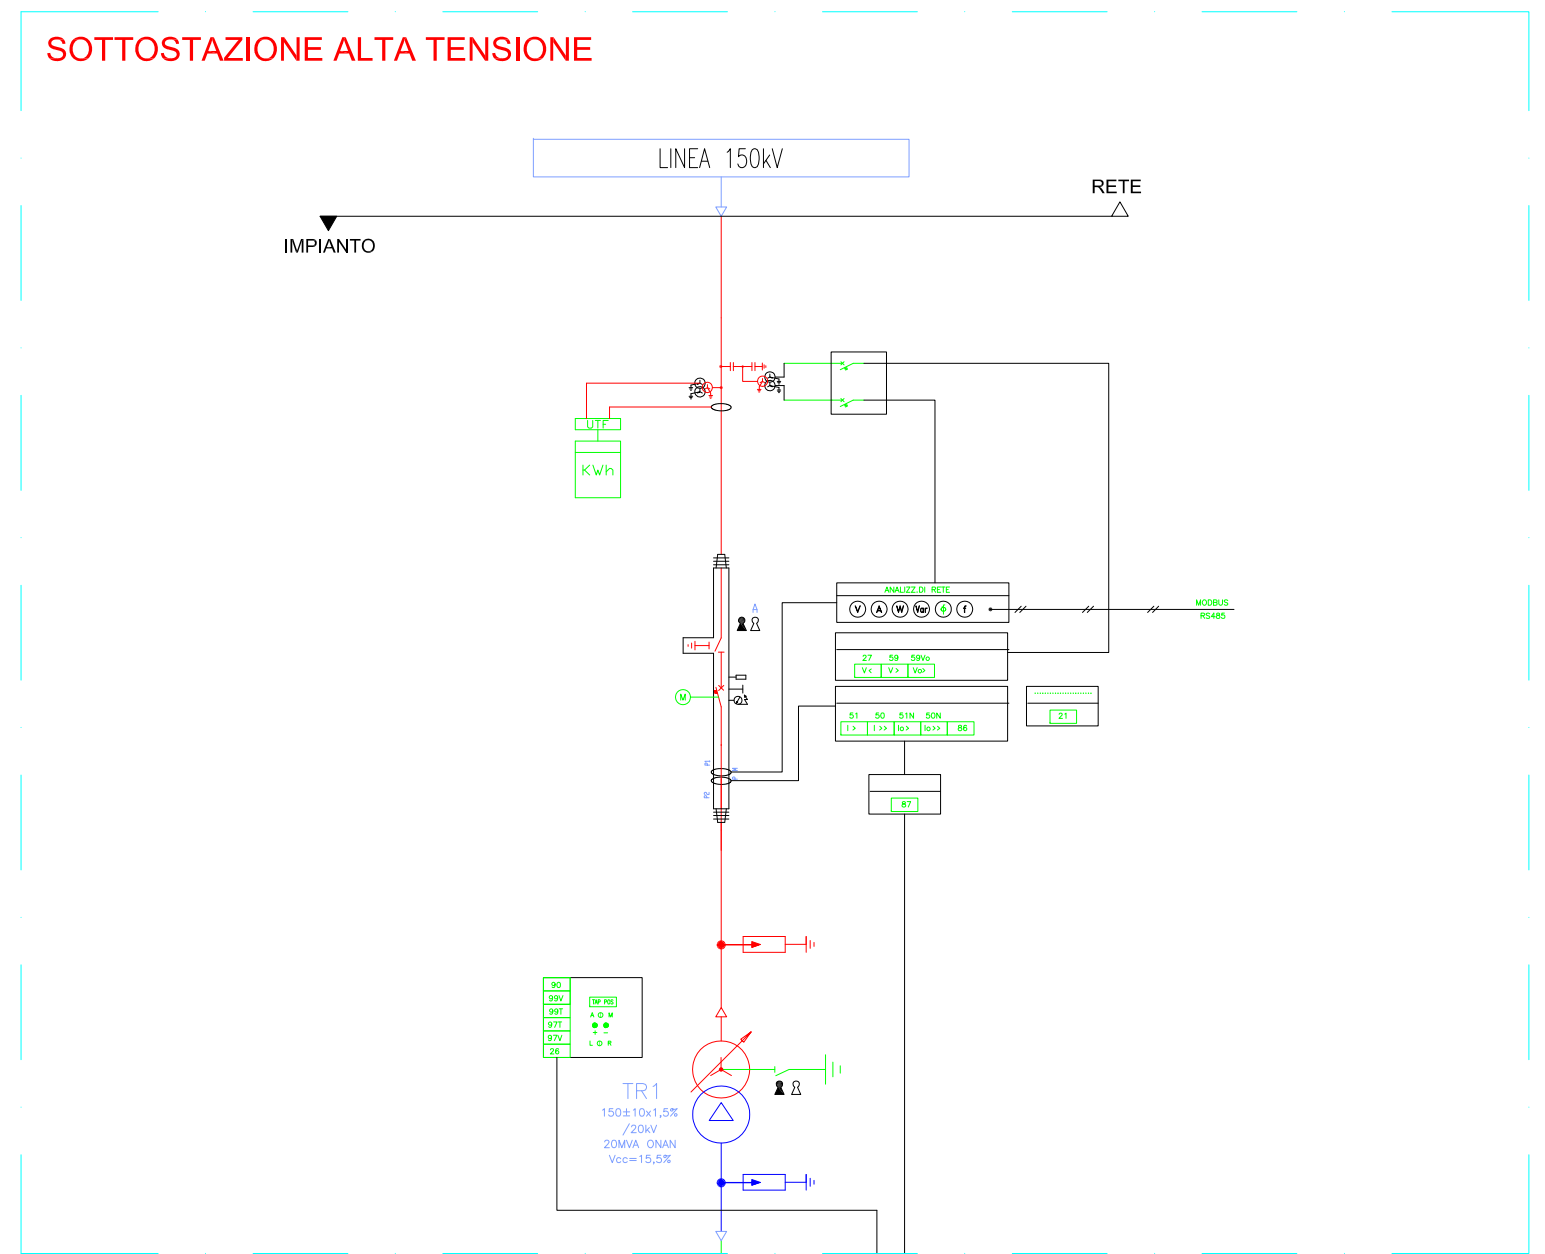 SOTTOSTAZIONE ALTA TENSIONE
LINEA 150kV
RETE
IMPIANTO
UTF
KWh
ANALIZZ.DI RETE
V A W Var ϕ f
MODBUS
RS485
A
27 59 59Vo
V< V> Vo>
51 50 51N 50N
I> I>> Io> Io>> 86
21
M
P1
P2
87
90
99V
99T
97T
97V
26
TAP POS
A M
+ -
L R
TR1
150±10x1,5%
/20kV
20MVA ONAN
Vcc=15,5%